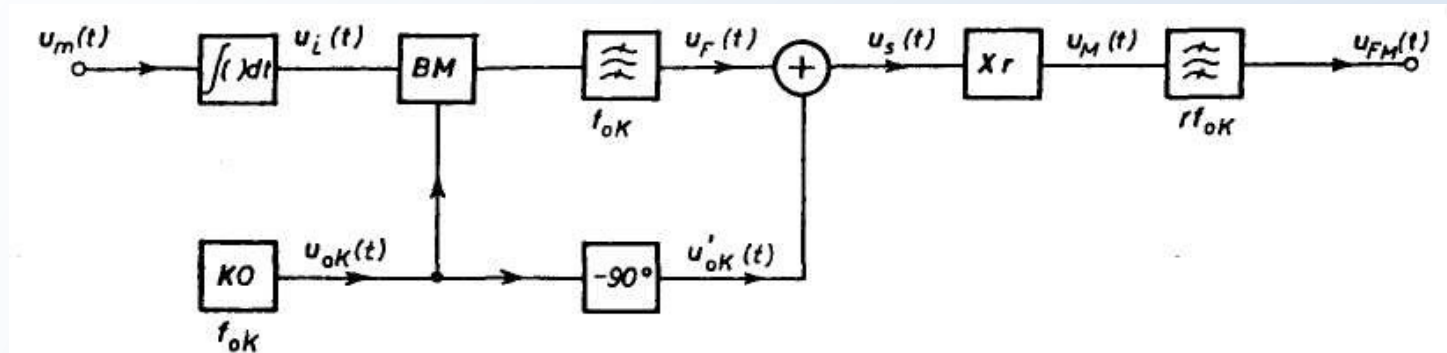 u_m(t) ∫( )dt u_i(t) BM u_F(t) + u_s(t) Xr u_M(t) u_FM(t)
f_oK rf_oK
KO u_oK(t) -90° u'_oK(t)
f_oK